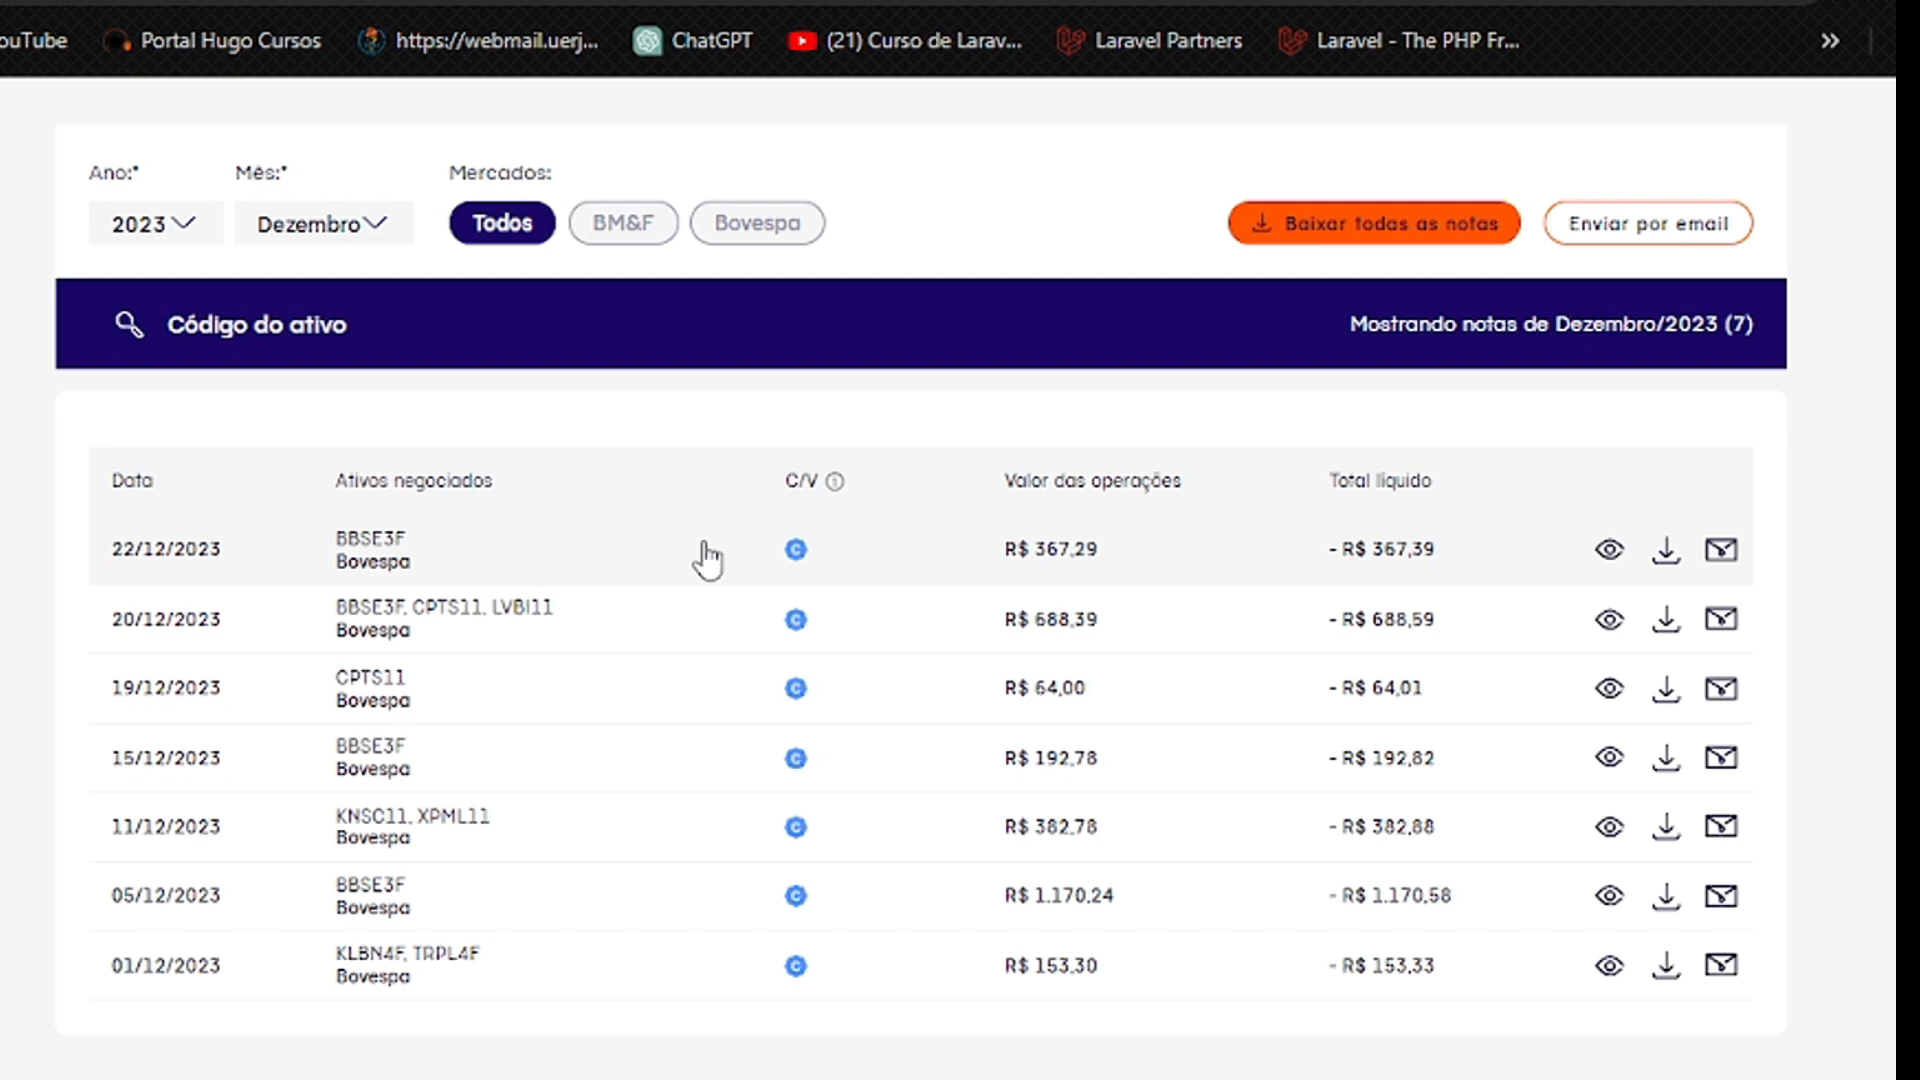 ouTube Portal Hugo Cursos https://webmail.uerj... ChatGPT (21) Curso de Larav... Laravel Partners Laravel - The PHP Fr... »
Ano:* Mês:* Mercados:
2023 Dezembro Todos BM&F Bovespa Baixar todas as notas Enviar por email
Código do ativo Mostrando notas de Dezembro/2023 (7)
Data Ativos negociados C/V Valor das operações Total líquido
22/12/2023 BBSE3F C R$ 367,29 - R$ 367,39
Bovespa
20/12/2023 BBSE3F, CPTS11, LVBI11 C R$ 688,39 - R$ 688,59
Bovespa
19/12/2023 CPTS11 C R$ 64,00 - R$ 64,01
Bovespa
15/12/2023 BBSE3F C R$ 192,78 - R$ 192,82
Bovespa
11/12/2023 KNSC11, XPML11 C R$ 382,78 - R$ 382,88
Bovespa
05/12/2023 BBSE3F C R$ 1.170,24 - R$ 1.170,58
Bovespa
01/12/2023 KLBN4F, TRPL4F C R$ 153,30 - R$ 153,33
Bovespa